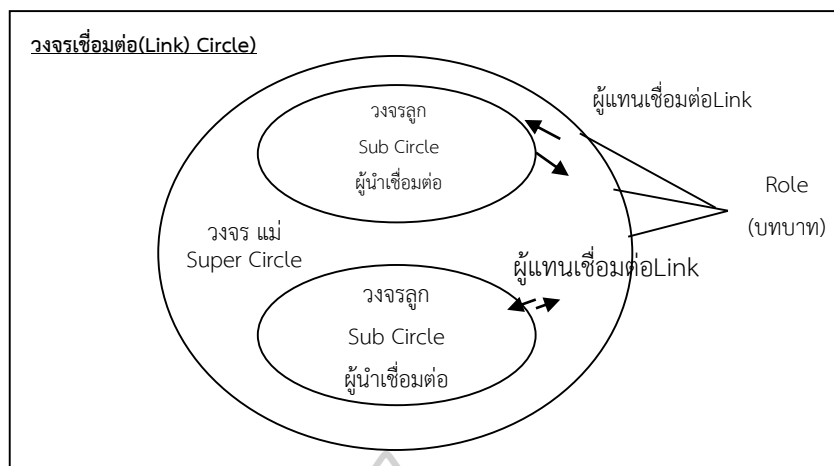 วงจรเชื่อมต่อ(Link) Circle)
ผู้แทนเชื่อมต่อLink
วงจรลูก
Sub Circle
ผู้นำเชื่อมต่อ
Role
(บทบาท)
วงจร แม่
Super Circle
ผู้แทนเชื่อมต่อLink
วงจรลูก
Sub Circle
ผู้นำเชื่อมต่อ